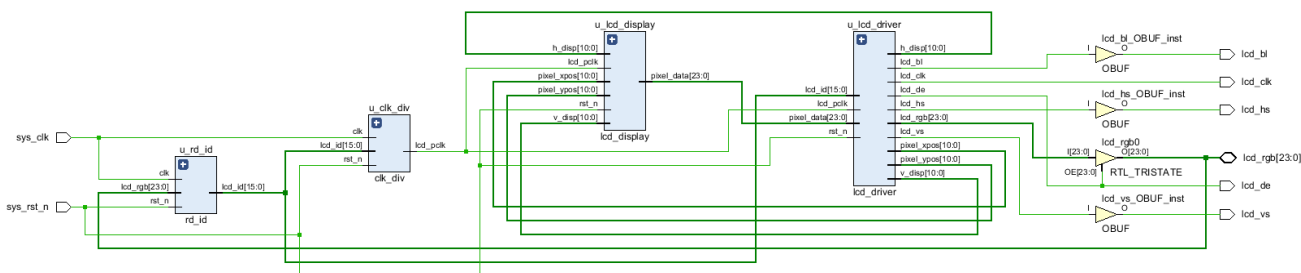 u_lcd_display
h_disp[10:0]
lcd_pclk
pixel_xpos[10:0]
pixel_ypos[10:0]
rst_n
v_disp[10:0]
pixel_data[23:0]
lcd_display
u_lcd_driver
lcd_id[15:0]
lcd_pclk
pixel_data[23:0]
rst_n
h_disp[10:0]
lcd_bl
lcd_clk
lcd_de
lcd_hs
lcd_rgb[23:0]
lcd_vs
pixel_xpos[10:0]
pixel_ypos[10:0]
v_disp[10:0]
lcd_driver
lcd_bl_OBUF_inst
I
O
OBUF
lcd_bl
lcd_clk
lcd_hs_OBUF_inst
I
O
OBUF
lcd_hs
lcd_rgb0
I[23:0]
O[23:0]
OE[23:0]
RTL_TRISTATE
lcd_rgb[23:0]
lcd_de
lcd_vs_OBUF_inst
I
O
OBUF
lcd_vs
u_clk_div
clk
lcd_id[15:0]
rst_n
lcd_pclk
clk_div
sys_clk
u_rd_id
clk
lcd_rgb[23:0]
rst_n
lcd_id[15:0]
rd_id
sys_rst_n